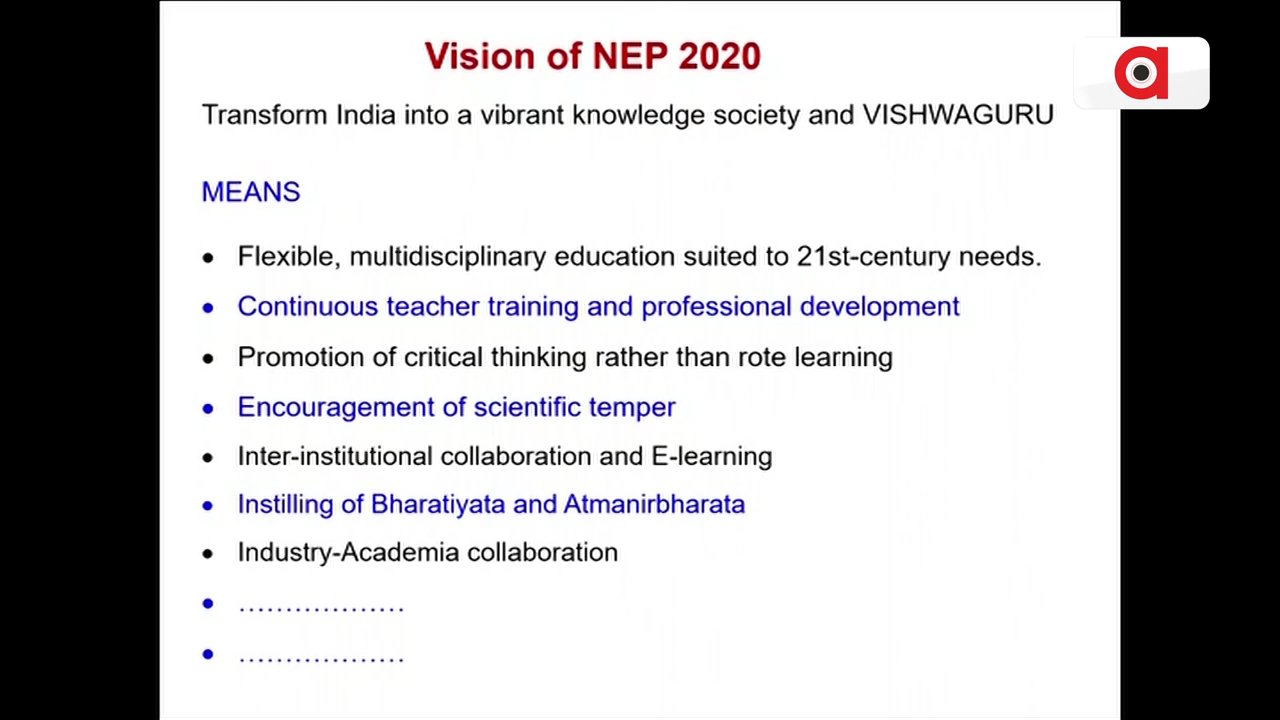 Vision of NEP 2020
Transform India into a vibrant knowledge society and VISHWAGURU
MEANS
• Flexible, multidisciplinary education suited to 21st-century needs.
• Continuous teacher training and professional development
• Promotion of critical thinking rather than rote learning
• Encouragement of scientific temper
• Inter-institutional collaboration and E-learning
• Instilling of Bharatiyata and Atmanirbharata
• Industry-Academia collaboration
• ..................
• ..................
a